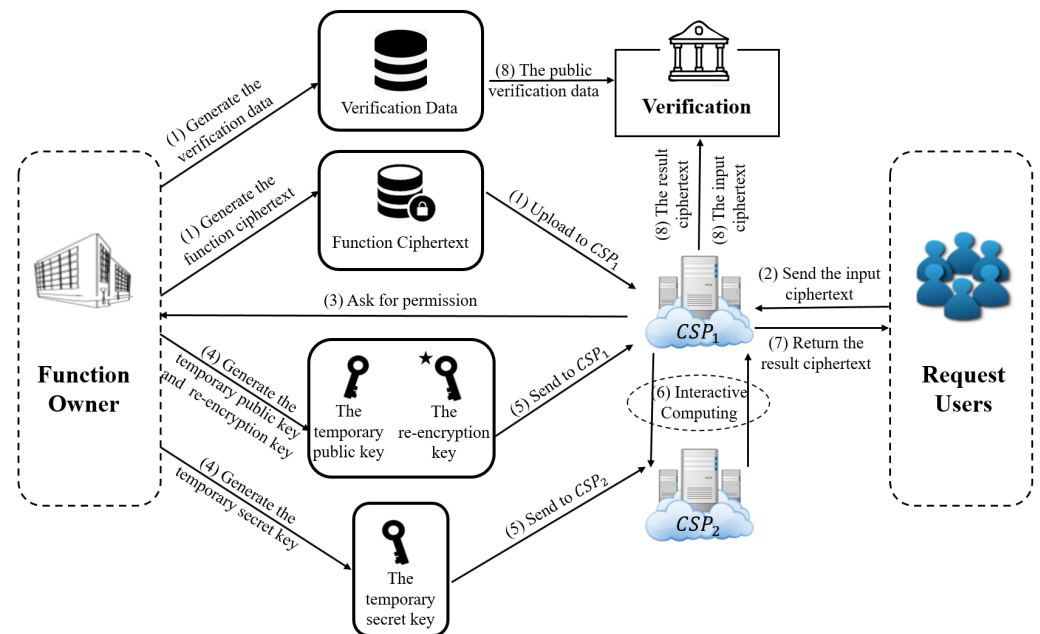 (1) Generate the
verification data
Verification Data
(8) The public
verification data
Verification
(1) Generate the
function ciphertext
Function Ciphertext
(1) Upload to CSP₁
(8) The result
ciphertext
(8) The input
ciphertext
(2) Send the input
ciphertext
(3) Ask for permission
CSP₁
(7) Return the
result ciphertext
Function
Owner
(4) Generate the
temporary public key
and re-encryption key
The
temporary
public key
The
re-encryption
key
(5) Send to CSP₁
(6) Interactive
Computing
Request
Users
(4) Generate the
temporary secret key
The
temporary
secret key
(5) Send to CSP₂
CSP₂